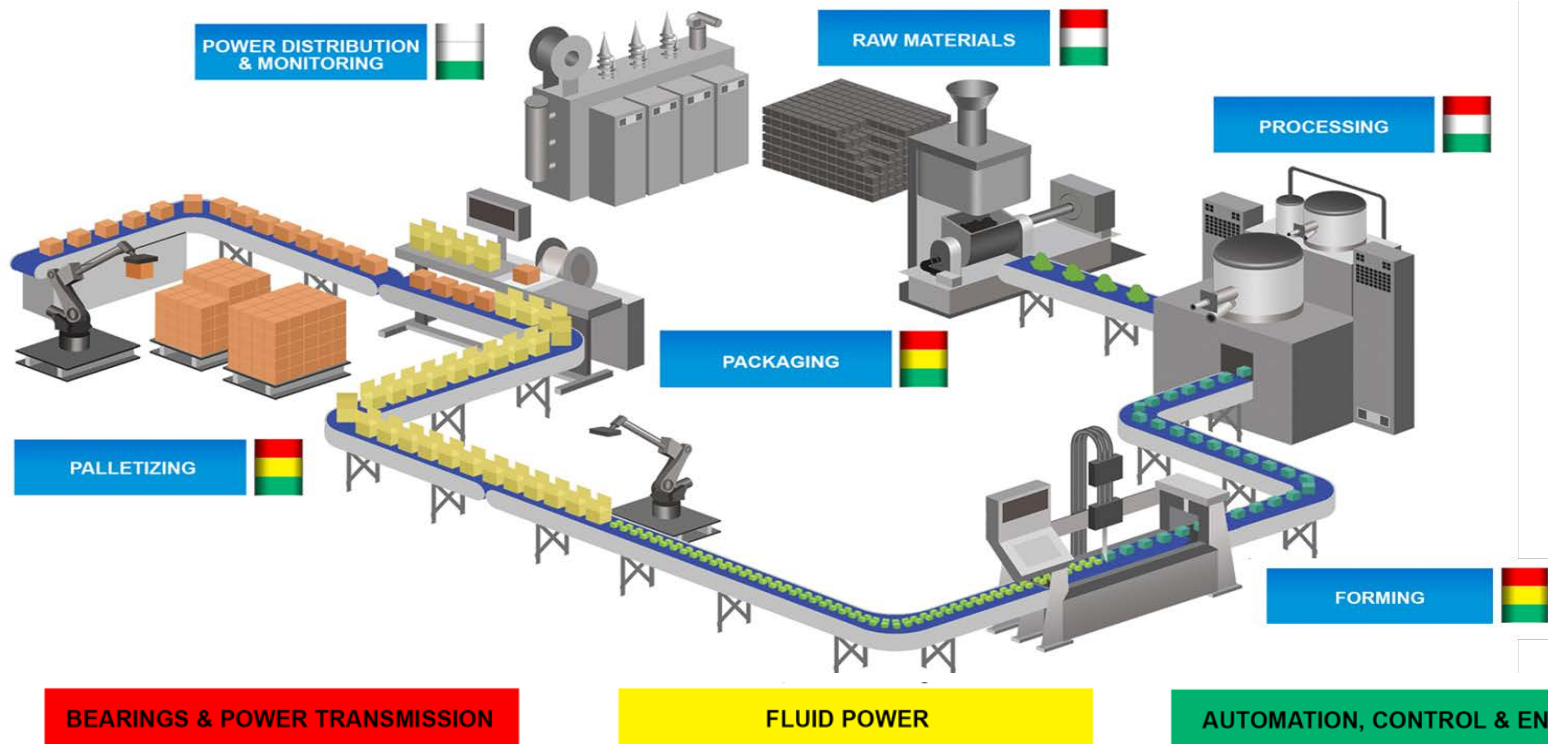 POWER DISTRIBUTION
& MONITORING
RAW MATERIALS
PROCESSING
PACKAGING
PALLETIZING
FORMING
BEARINGS & POWER TRANSMISSION
FLUID POWER
AUTOMATION, CONTROL & EN